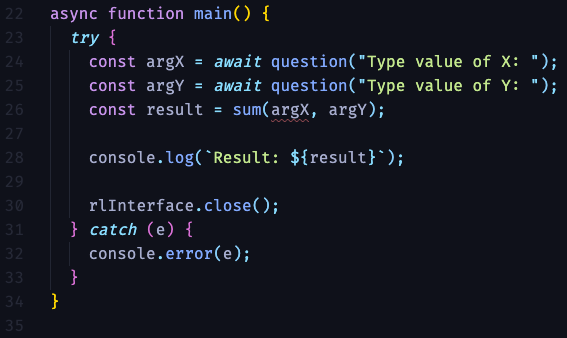 22 async function main() {
23 try {
24 const argX = await question("Type value of X: ");
25 const argY = await question("Type value of Y: ");
26 const result = sum(argX, argY);
27
28 console.log(`Result: ${result}`);
29
30 rlInterface.close();
31 } catch (e) {
32 console.error(e);
33 }
34 }
35